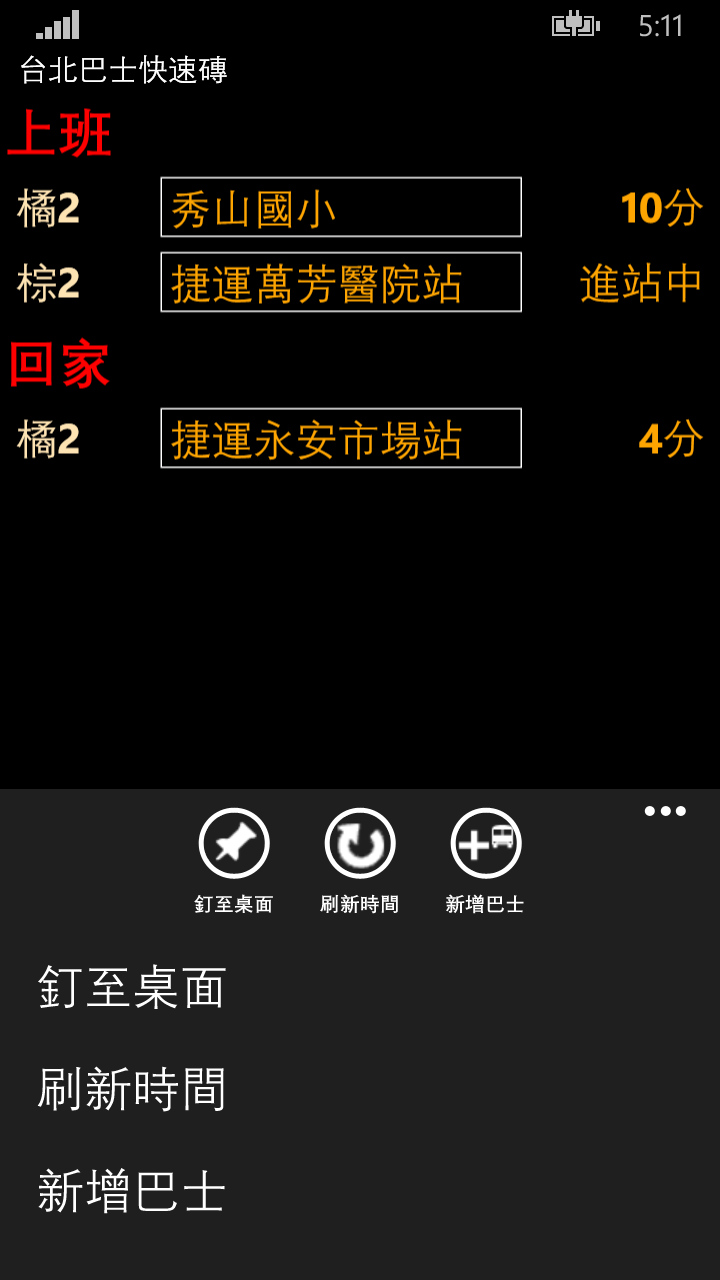 5:11
台北巴士快速磚
上班
橘2 秀山國小 10分
棕2 捷運萬芳醫院站 進站中
回家
橘2 捷運永安市場站 4分
釘至桌面 刷新時間 新增巴士
釘至桌面
刷新時間
新增巴士